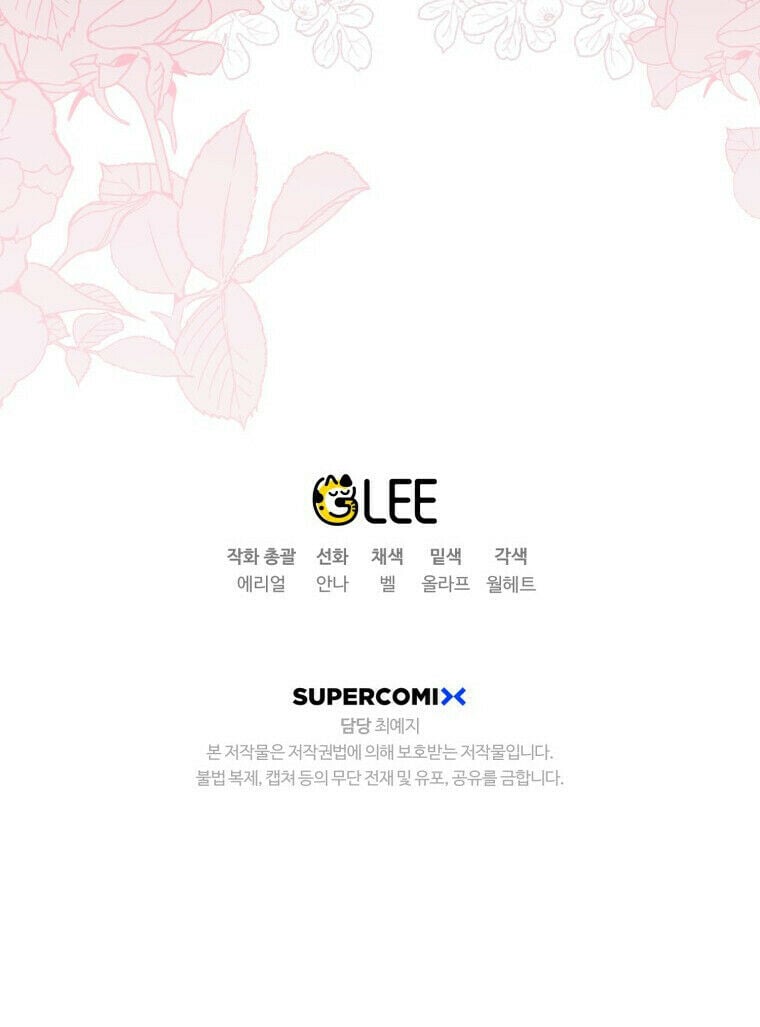 GLEE
작화 총괄 선화 채색 밑색 각색
에리얼 안나 벨 올라프 월헤트
SUPERCOMIX
담당 최예지
본 저작물은 저작권법에 의해 보호받는 저작물입니다.
불법 복제, 캡쳐 등의 무단 전재 및 유포, 공유를 금합니다.